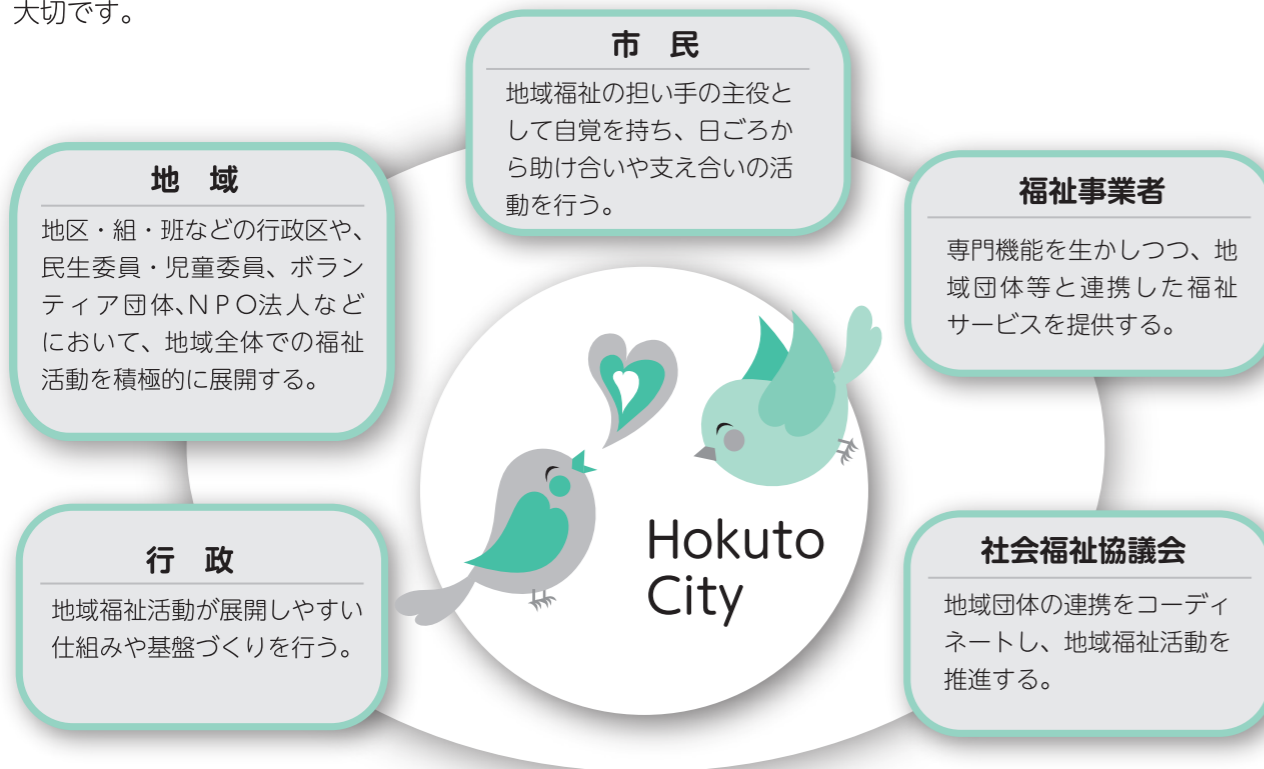 大切です。
市　民
地域福祉の担い手の主役と
して自覚を持ち、日ごろか
ら助け合いや支え合いの活
動を行う。
地　域
地区・組・班などの行政区や、
民生委員・児童委員、ボラン
ティア団体、NPO法人など
において、地域全体での福祉
活動を積極的に展開する。
福祉事業者
専門機能を生かしつつ、地
域団体等と連携した福祉
サービスを提供する。
行　政
地域福祉活動が展開しやすい
仕組みや基盤づくりを行う。
社会福祉協議会
地域団体の連携をコーディ
ネートし、地域福祉活動を
推進する。
Hokuto
City